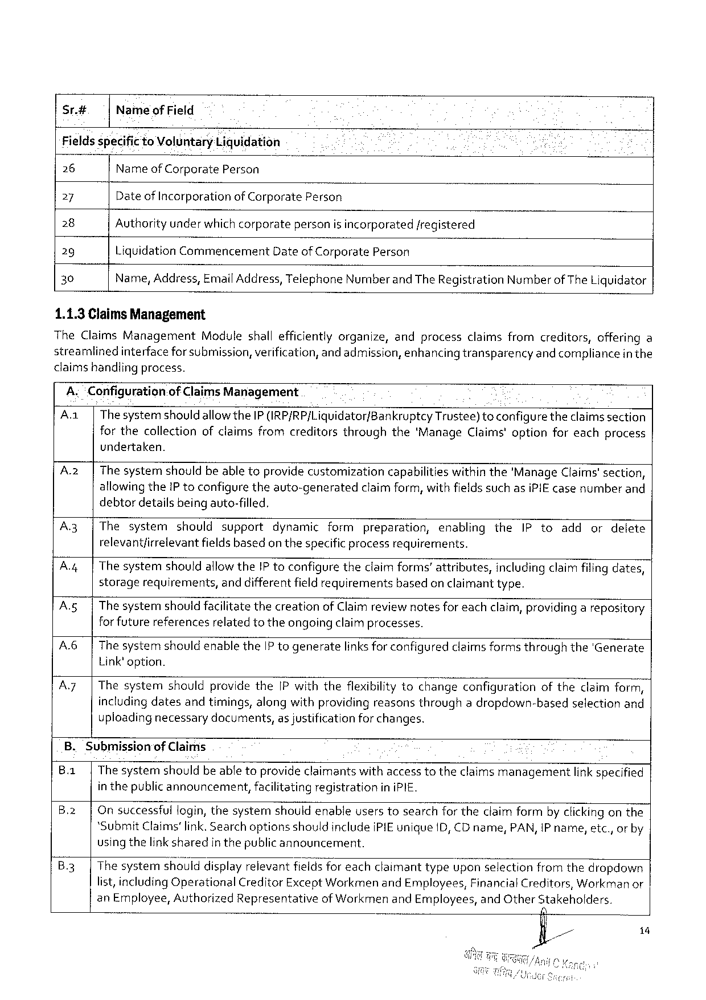 Sr.# Name of Field
Fields specific to Voluntary Liquidation
26 Name of Corporate Person
27 Date of Incorporation of Corporate Person
28 Authority under which corporate person is incorporated /registered
29 Liquidation Commencement Date of Corporate Person
30 Name, Address, Email Address, Telephone Number and The Registration Number of The Liquidator
1.1.3 Claims Management
The Claims Management Module shall efficiently organize, and process claims from creditors, offering a
streamlined interface for submission, verification, and admission, enhancing transparency and compliance in the
claims handling process.
A. Configuration of Claims Management
A.1 The system should allow the IP (IRP/RP/Liquidator/Bankruptcy Trustee) to configure the claims section
for the collection of claims from creditors through the 'Manage Claims' option for each process
undertaken.
A.2 The system should be able to provide customization capabilities within the 'Manage Claims' section,
allowing the IP to configure the auto-generated claim form, with fields such as iPIE case number and
debtor details being auto-filled.
A.3 The system should support dynamic form preparation, enabling the IP to add or delete
relevant/irrelevant fields based on the specific process requirements.
A.4 The system should allow the IP to configure the claim forms’ attributes, including claim filing dates,
storage requirements, and different field requirements based on claimant type.
A.5 The system should facilitate the creation of Claim review notes for each claim, providing a repository
for future references related to the ongoing claim processes.
A.6 The system should enable the IP to generate links for configured claims forms through the 'Generate
Link' option.
A.7 The system should provide the IP with the flexibility to change configuration of the claim form,
including dates and timings, along with providing reasons through a dropdown-based selection and
uploading necessary documents, as justification for changes.
B. Submission of Claims
B.1 The system should be able to provide claimants with access to the claims management link specified
in the public announcement, facilitating registration in iPIE.
B.2 On successful login, the system should enable users to search for the claim form by clicking on the
‘Submit Claims’ link. Search options should include iPIE unique ID, CD name, PAN, IP name, etc., or by
using the link shared in the public announcement.
B.3 The system should display relevant fields for each claimant type upon selection from the dropdown
list, including Operational Creditor Except Workmen and Employees, Financial Creditors, Workman or
an Employee, Authorized Representative of Workmen and Employees, and Other Stakeholders.
14
अनिल चन्द /Anil C
अवर सचिव/Under